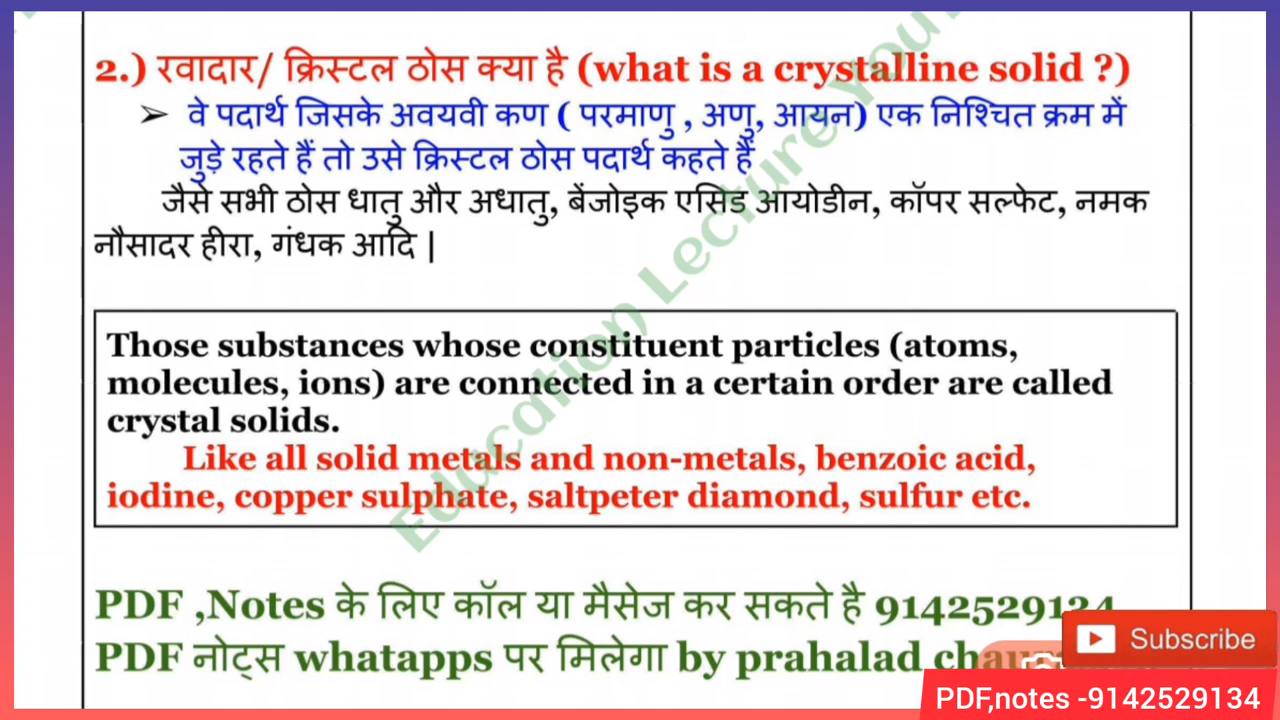 2.) रवादार/ क्रिस्टल ठोस क्या है (what is a crystalline solid ?)
➢ वे पदार्थ जिसके अवयवी कण ( परमाणु , अणु, आयन) एक निश्चित क्रम में
जुड़े रहते हैं तो उसे क्रिस्टल ठोस पदार्थ कहते हैं
जैसे सभी ठोस धातु और अधातु, बेंजोइक एसिड आयोडीन, कॉपर सल्फेट, नमक
नौसादर हीरा, गंधक आदि |
Those substances whose constituent particles (atoms,
molecules, ions) are connected in a certain order are called
crystal solids.
Like all solid metals and non-metals, benzoic acid,
iodine, copper sulphate, saltpeter diamond, sulfur etc.
Education Lecture
PDF ,Notes के लिए कॉल या मैसेज कर सकते है 9142529134
PDF नोट्स whatapps पर मिलेगा by prahalad
Subscribe
PDF,notes -9142529134